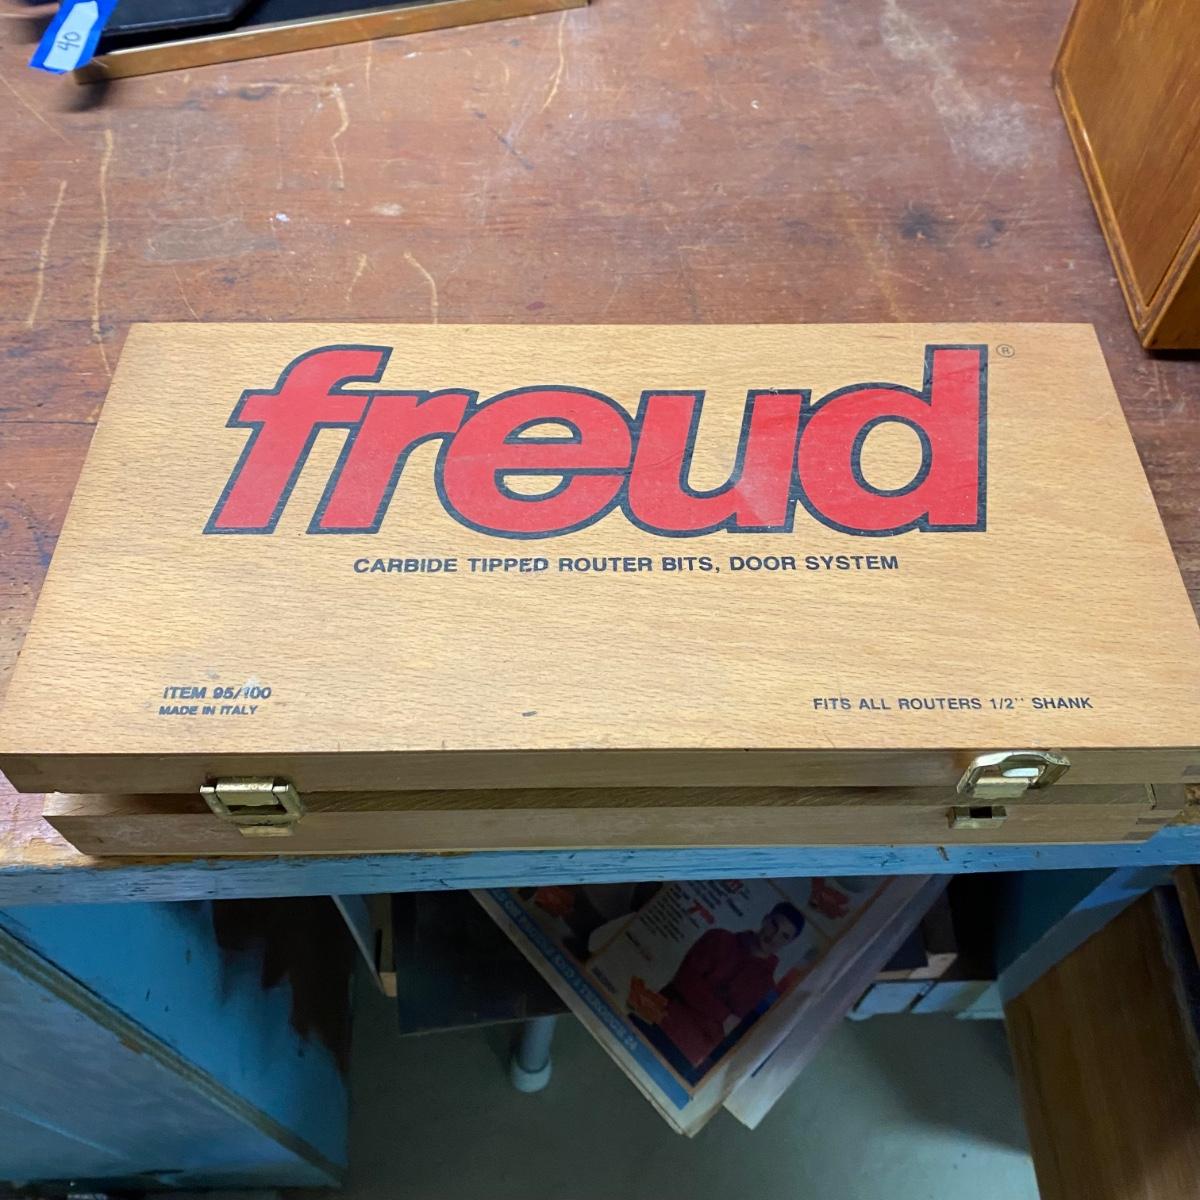 40
freud®
CARBIDE TIPPED ROUTER BITS, DOOR SYSTEM
ITEM 95/100
MADE IN ITALY
FITS ALL ROUTERS 1/2'' SHANK